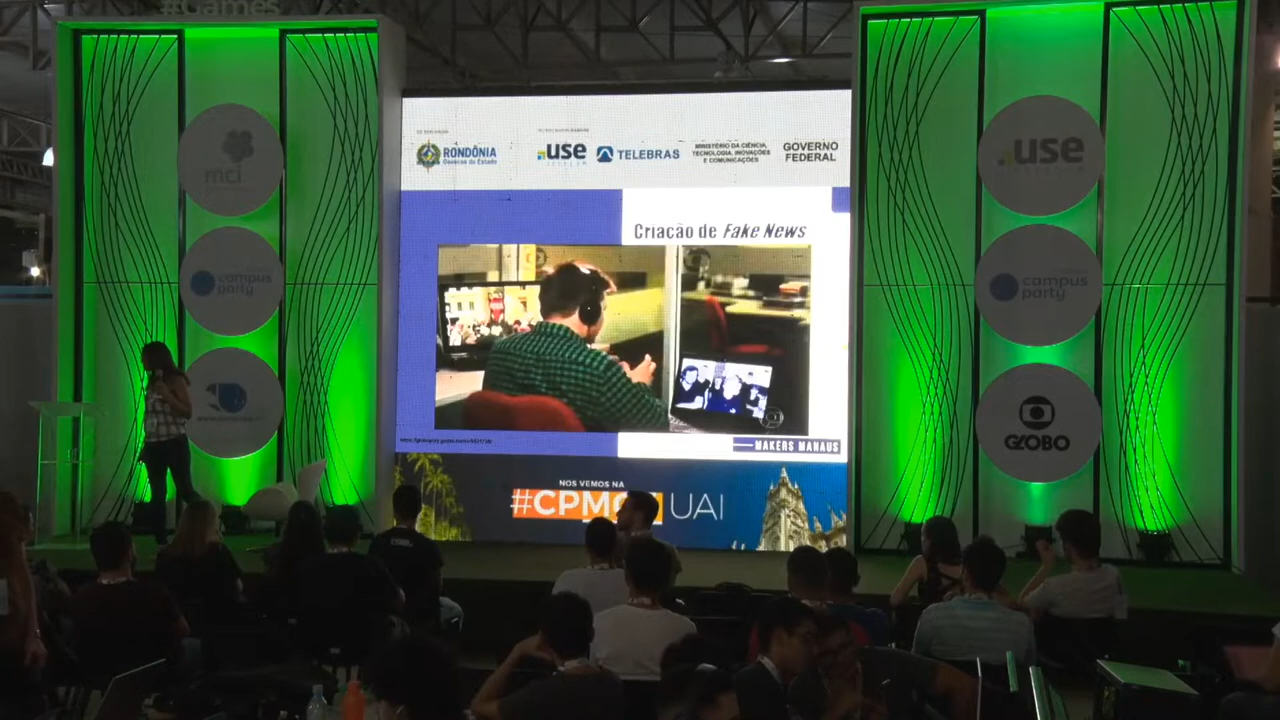 #Games
mci
campus
party
RONDÔNIA
Governo do Estado
use
TELECOM
TELEBRAS
MINISTÉRIO DA CIÊNCIA,
TECNOLOGIA, INOVAÇÕES
E COMUNICAÇÕES
GOVERNO
FEDERAL
Criação de Fake News
MAKERS MANAUS
NOS VEMOS NA
UAI
use
campus
party
GLOBO